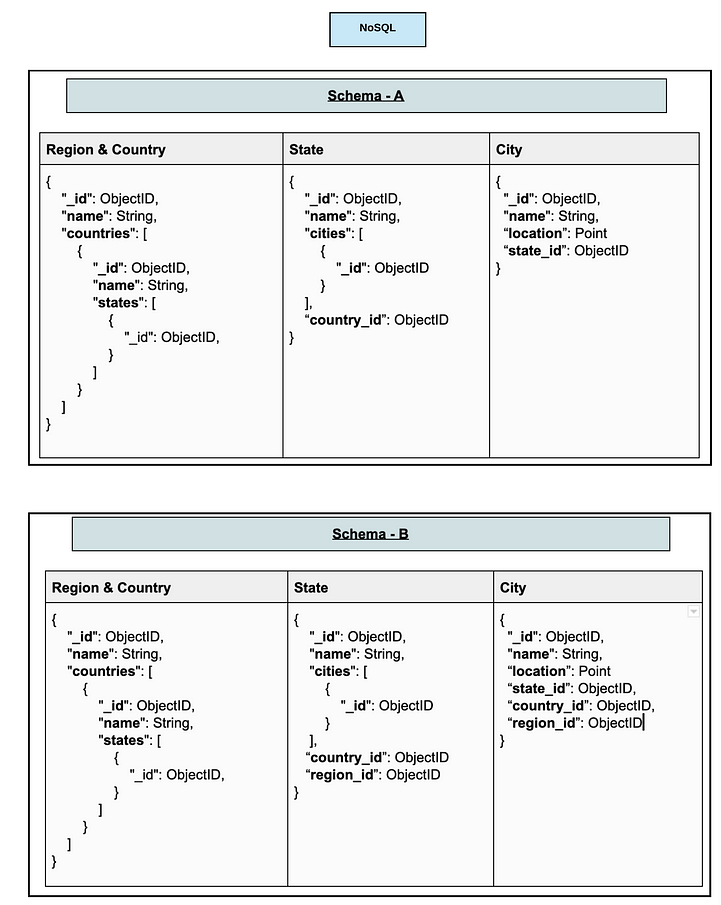 NoSQL
Schema - A
Region & Country
{
"_id": ObjectID,
"name": String,
"countries": [
{
"_id": ObjectID,
"name": String,
"states": [
{
"_id": ObjectID,
}
]
}
]
}
State
{
"_id": ObjectID,
"name": String,
"cities": [
{
"_id": ObjectID
}
],
“country_id”: ObjectID
}
City
{
"_id": ObjectID,
"name": String,
“location”: Point
“state_id”: ObjectID
}
Schema - B
Region & Country
{
"_id": ObjectID,
"name": String,
"countries": [
{
"_id": ObjectID,
"name": String,
"states": [
{
"_id": ObjectID,
}
]
}
]
}
State
{
"_id": ObjectID,
"name": String,
"cities": [
{
"_id": ObjectID
}
],
“country_id”: ObjectID
“region_id”: ObjectID
}
City
{
"_id": ObjectID,
"name": String,
“location”: Point
“state_id”: ObjectID,
“country_id”: ObjectID,
“region_id”: ObjectID
}